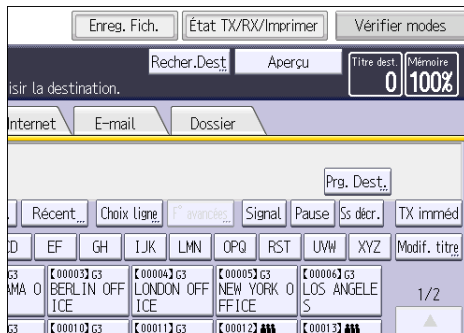 Enreg. Fich. État TX/RX/Imprimer Vérifier modes
Recher.Dest. Aperçu Titre dest. Mémoire
isir la destination. 0 100%
Internet E-mail Dossier
Prg. Dest.
Récent Choix ligne F° avancées Signal Pause Ss décr. TX imméd
CD EF GH IJK LMN OPQ RST UVW XYZ Modif. titre
G3 【00003】G3 【00004】G3 【00005】G3 【00006】G3
AMA O BERLIN OFF LONDON OFF NEW YORK O LOS ANGELE 1/2
ICE ICE FFICE S
G3 【00010】G3 【00011】G3 【00012】 【00013】